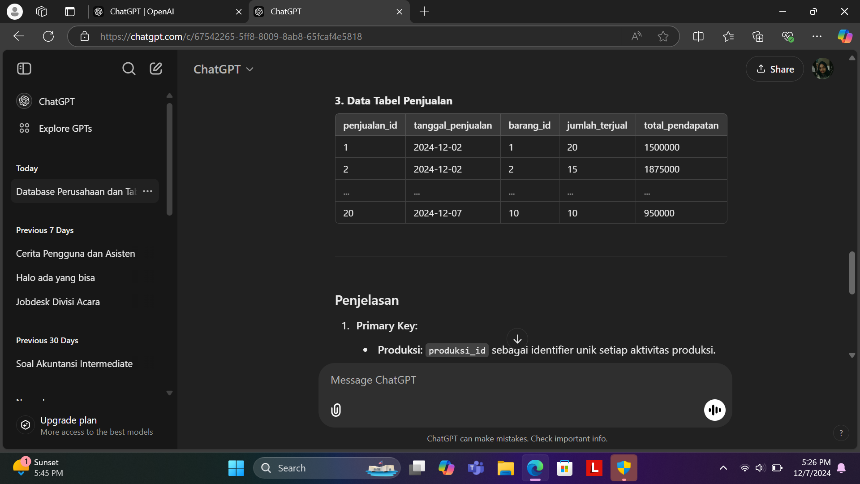 ChatGPT | OpenAI
ChatGPT
https://chatgpt.com/c/67542265-5ff8-8009-8ab8-65fcaf4e5818
ChatGPT
Explore GPTs
Today
Database Perusahaan dan Ta
Previous 7 Days
Cerita Pengguna dan Asisten
Halo ada yang bisa
Jobdesk Divisi Acara
Previous 30 Days
Soal Akuntansi Intermediate
Upgrade plan
More access to the best models
ChatGPT
Share
3. Data Tabel Penjualan
penjualan_id tanggal_penjualan barang_id jumlah_terjual total_pendapatan
1 2024-12-02 1 20 1500000
2 2024-12-02 2 15 1875000
... ... ... ... ...
20 2024-12-07 10 10 950000
Penjelasan
1. Primary Key:
• Produksi: produksi_id sebagai identifier unik setiap aktivitas produksi.
Message ChatGPT
ChatGPT can make mistakes. Check important info.
?
1
Sunset
5:45 PM
Search
L
5:26 PM
12/7/2024